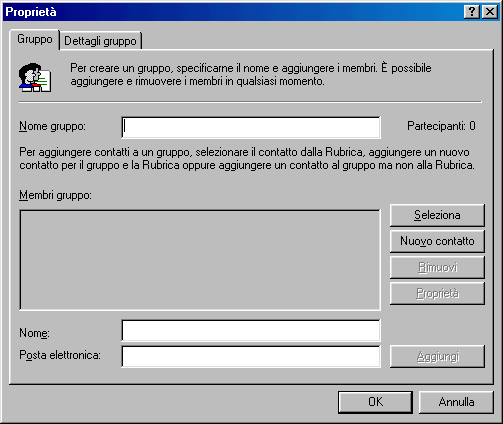 Proprietà
Gruppo Dettagli gruppo
Per creare un gruppo, specificarne il nome e aggiungere i membri. È possibile
aggiungere e rimuovere i membri in qualsiasi momento.
Nome gruppo: Partecipanti: 0
Per aggiungere contatti a un gruppo, selezionare il contatto dalla Rubrica, aggiungere un nuovo
contatto per il gruppo e la Rubrica oppure aggiungere un contatto al gruppo ma non alla Rubrica.
Membri gruppo:
Seleziona
Nuovo contatto
Rimuovi
Proprietà
Nome:
Posta elettronica: Aggiungi
OK Annulla